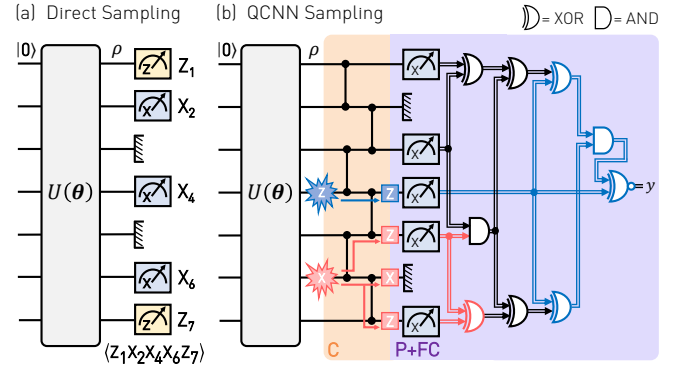 (a) Direct Sampling
(b) QCNN Sampling
= XOR
= AND
|0⟩
ρ
U(θ)
Z
Z₁
X
X₂
X
X₄
X
X₆
Z
Z₇
⟨Z₁X₂X₄X₆Z₇⟩
|0⟩
ρ
U(θ)
X
X
Z
Z
X
Z
X
X
X
Z
X
= y
C
P+FC